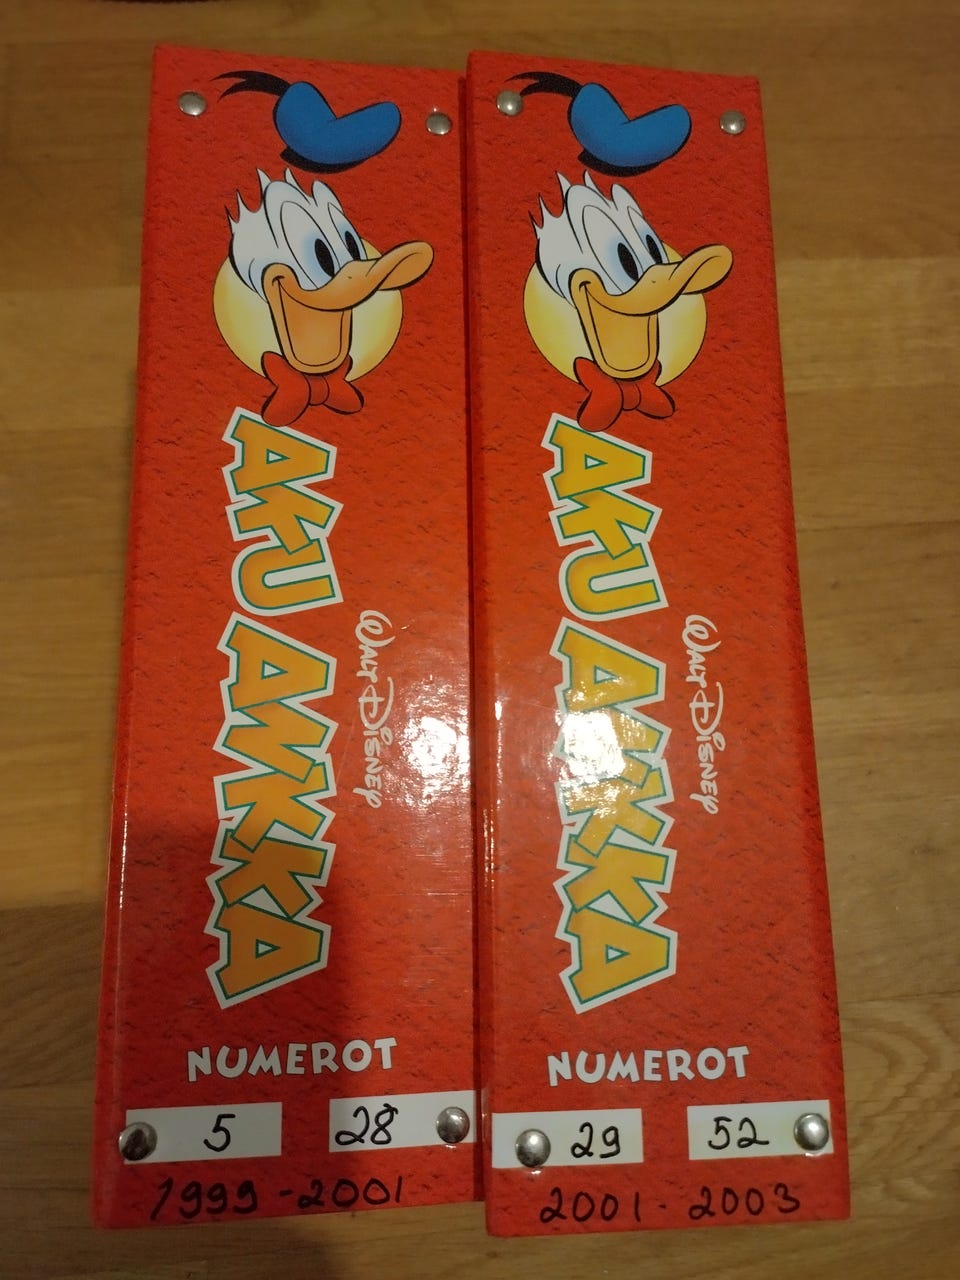 AKU ANKKA
WALT DISNEY
NUMEROT
5 28
1999-2001
AKU ANKKA
WALT DISNEY
NUMEROT
29 52
2001-2003